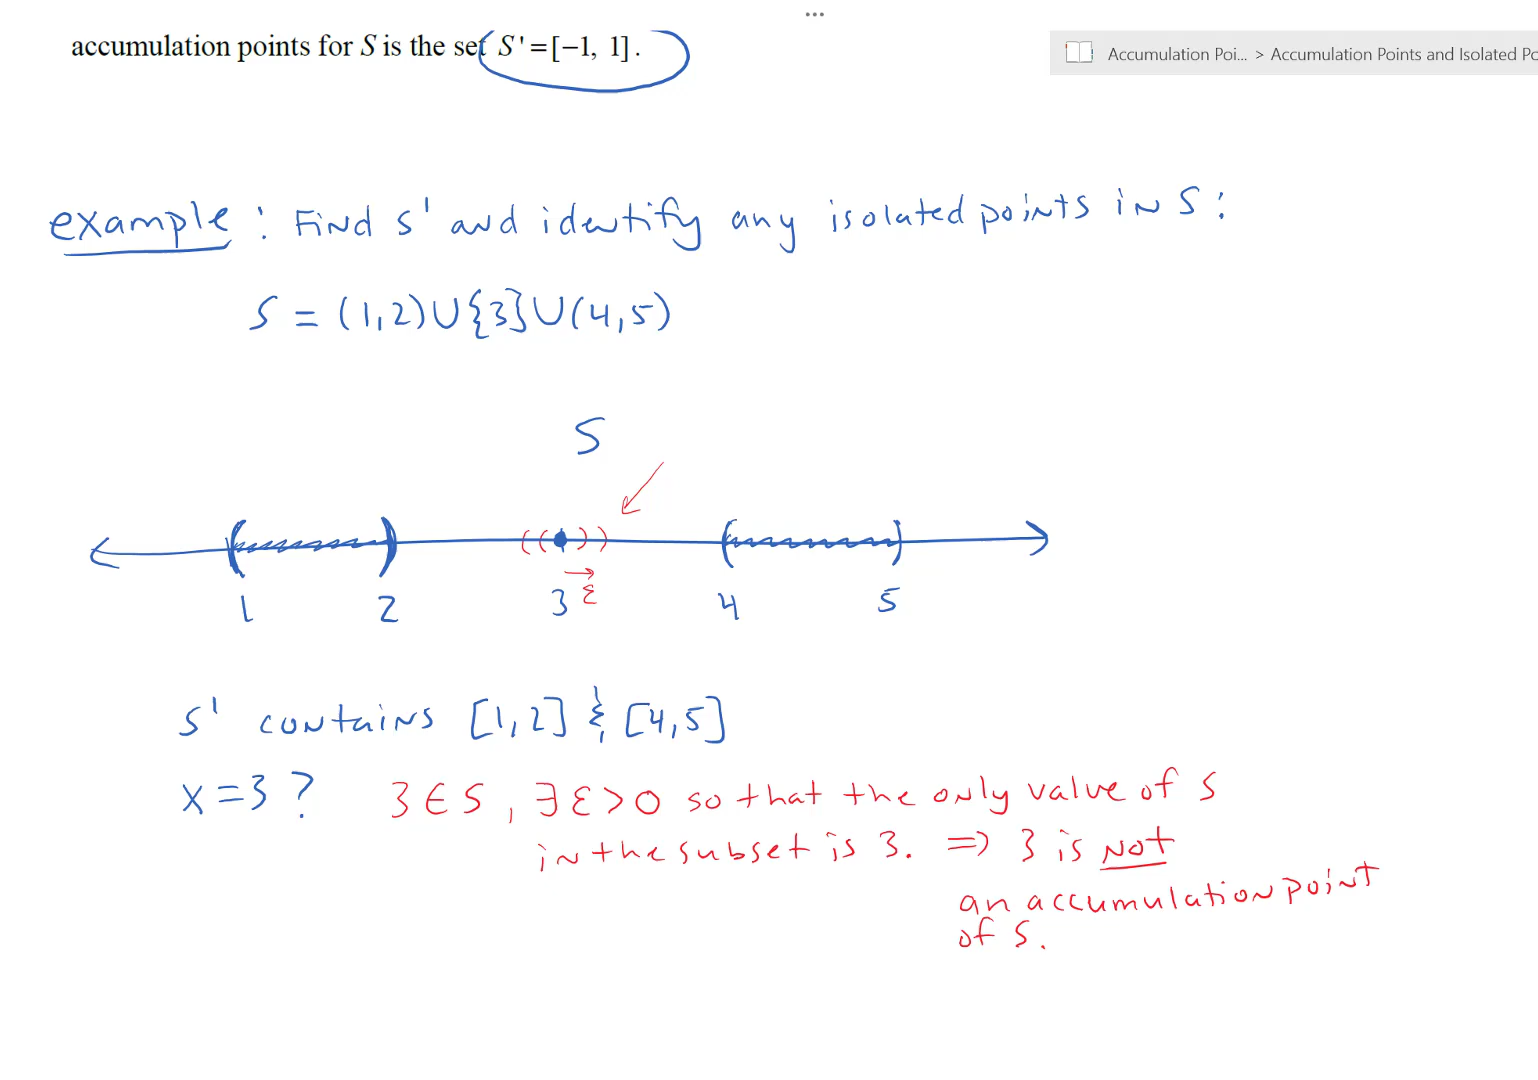 ...
accumulation points for S is the set S' = [−1, 1].
Accumulation Poi... > Accumulation Points and Isolated Po
example: Find S' and identify any isolated points in S:
S = (1,2)∪{3}∪(4,5)
S
(( ))
1 2 3 ε 4 5
S' contains [1,2] & [4,5]
x=3? 3∈S, ∃ε>0 so that the only value of S
in the subset is 3. ⇒ 3 is not
an accumulation point
of S.